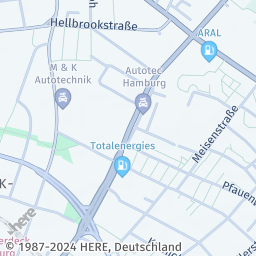 Hellbrookstraße
ARAL
M & K
Autotechnik
Autotec
Hamburg
Meisenstraße
Totalenergies
Pfauen
K-
here
© 1987-2024 HERE, Deutschland